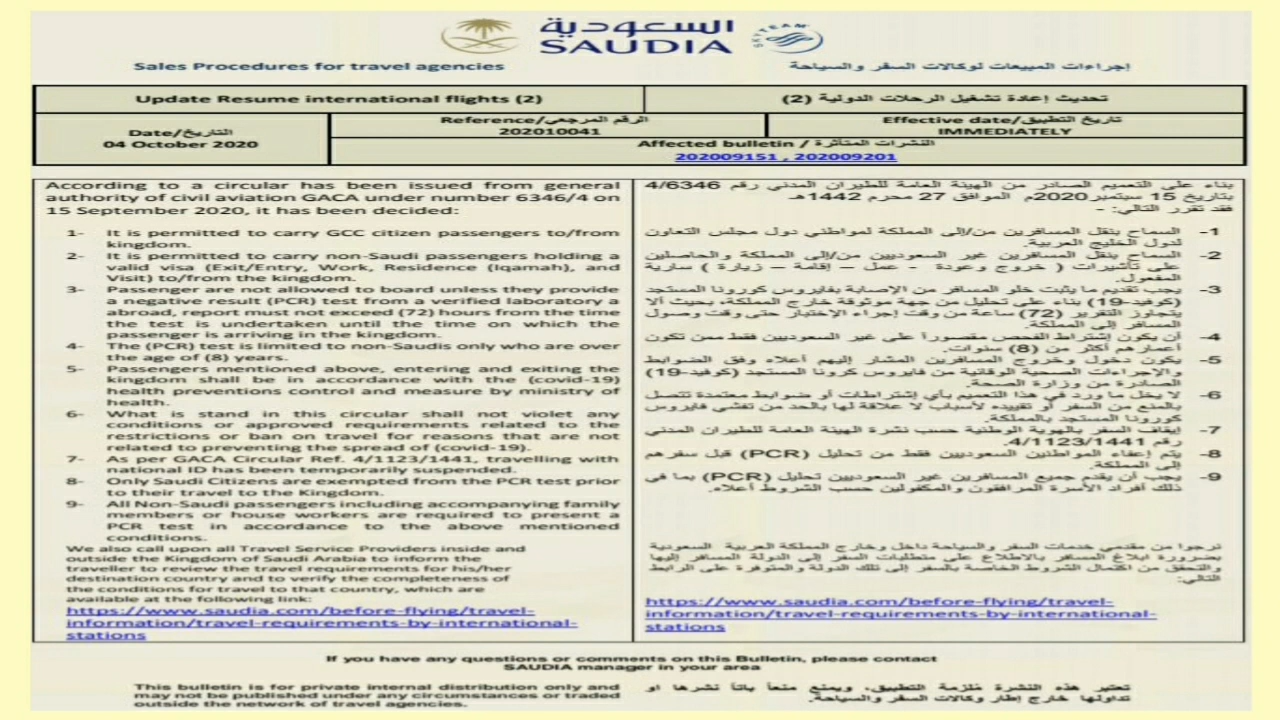 السعودية
SAUDIA
SKYTEAM
Sales Procedures for travel agencies
إجراءات المبيعات لوكالات السفر والسياحة
Update Resume international flights (2)
تحديث إعادة تشغيل الرحلات الدولية (2)
Date/التاريخ
04 October 2020
Reference/الرقم المرجعي
202010041
Effective date/تاريخ التطبيق
IMMEDIATELY
Affected bulletin / النشرات المتأثرة
202009151 , 202009201
According to a circular has been issued from general
authority of civil aviation GACA under number 6346/4 on
15 September 2020, it has been decided:
1- It is permitted to carry GCC citizen passengers to/from
kingdom.
2- It is permitted to carry non-Saudi passengers holding a
valid visa (Exit/Entry, Work, Residence (Iqamah), and
Visit) to/from the kingdom.
3- Passenger are not allowed to board unless they provide
a negative result (PCR) test from a verified laboratory a
abroad, report must not exceed (72) hours from the time
the test is undertaken until the time on which the
passenger is arriving in the kingdom.
4- The (PCR) test is limited to non-Saudis only who are over
the age of (8) years.
5- Passengers mentioned above, entering and exiting the
kingdom shall be in accordance with the (covid-19)
health preventions control and measure by ministry of
health.
6- What is stand in this circular shall not violet any
conditions or approved requirements related to the
restrictions or ban on travel for reasons that are not
related to preventing the spread of (covid-19).
7- As per GACA Circular Ref. 4/1123/1441, travelling with
national ID has been temporarily suspended.
8- Only Saudi Citizens are exempted from the PCR test prior
to their travel to the Kingdom.
9- All Non-Saudi passengers including accompanying family
members or house workers are required to present a
PCR test in accordance to the above mentioned
conditions.
We also call upon all Travel Service Providers inside and
outside the Kingdom of Saudi Arabia to inform the
traveller to review the travel requirements for his/her
destination country and to verify the completeness of
the conditions for travel to that country, which are
available at the following link:
https://www.saudia.com/before-flying/travel-
information/travel-requirements-by-international-
stations
بناء على التعميم الصادر من الهيئة العامة للطيران المدني رقم 4/6346
بتاريخ 15 سبتمبر 2020م الموافق 27 محرم 1442هـ
فقد تقرر التالي: -
1- السماح بنقل المسافرين من/إلى المملكة لمواطني دول مجلس التعاون
لدول الخليج العربية.
2- السماح بنقل المسافرين غير السعوديين من/إلى المملكة والحاصلين
على تأشيرات ( خروج وعودة – عمل – إقامة – زيارة ) سارية
المفعول.
3- يجب تقديم ما يثبت خلو المسافر من الإصابة بفايروس كورونا المستجد
(كوفيد-19) بناء على تحليل من جهة موثوقة خارج المملكة، بحيث ألا
يتجاوز التقرير (72) ساعة من وقت إجراء الإختبار حتى وقت وصول
المسافر إلى المملكة.
4- أن يكون إشتراط الفحص مقصوراً على غير السعوديين فقط ممن تكون
أعمارهم أكثر من (8) سنوات.
5- يكون دخول وخروج المسافرين المشار إليهم أعلاه وفق الضوابط
والإجراءات الصحية الوقائية من فايروس كرونا المستجد (كوفيد-19)
الصادرة من وزارة الصحة.
6- لا يخل ما ورد في هذا التعميم بأي إشتراطات أو ضوابط معتمدة تتصل
بالمنع من السفر أو تقييده لأسباب لا علاقة لها بالحد من تفشي فايروس
كورونا المستجد بالمملكة.
7- إيقاف السفر بالهوية الوطنية حسب نشرة الهيئة العامة للطيران المدني
رقم 4/1123/1441.
8- يتم إعفاء المواطنين السعوديين فقط من تحليل (PCR) قبل سفرهم
إلى المملكة.
9- يجب أن يقدم جميع المسافرين غير السعوديين تحليل (PCR) بما في
ذلك أفراد الأسرة المرافقون والمكفولين حسب الشروط أعلاه.
نرجوا من مقدمي خدمات السفر والسياحة داخل وخارج المملكة العربية السعودية
بضرورة ابلاغ المسافر بالاطلاع على متطلبات السفر إلى الدولة المسافر إليها
والتحقق من اكتمال الشروط الخاصة بالسفر إلى تلك الدولة والمتوفرة على الرابط
التالي:
https://www.saudia.com/before-flying/travel-
information/travel-requirements-by-international-
stations
If you have any questions or comments on this Bulletin, please contact
SAUDIA manager in your area
This bulletin is for private internal distribution only and
may not be published under any circumstances or traded
outside the network of travel agencies.
تعتبر هذه النشرة مُلزمة التطبيق، ويمنع منعاً باتاً نشرها او
تداولها خارج إطار وكالات السفر والسياحة.